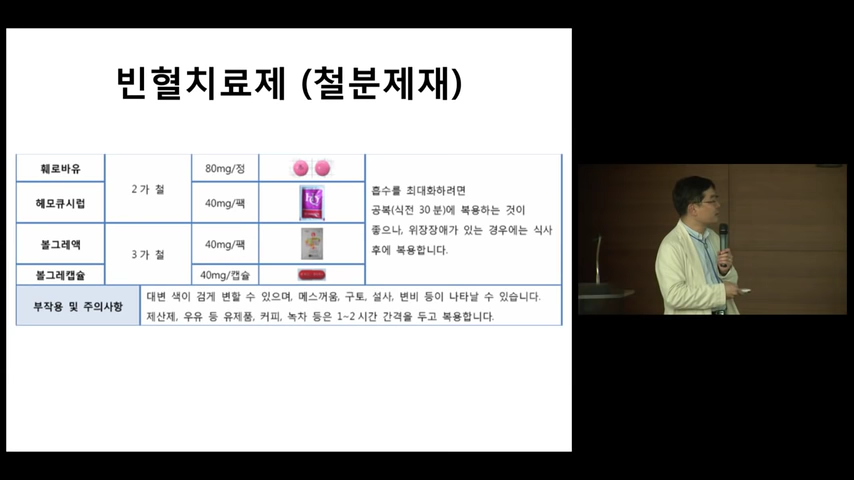 빈혈치료제 (철분제재)
훼로바유
2가 철
80mg/정
헤모큐시럽
40mg/팩
볼그레액
3가 철
40mg/팩
볼그레캡슐
40mg/캡슐
흡수를 최대화하려면
공복(식전 30분)에 복용하는 것이
좋으나, 위장장애가 있는 경우에는 식사
후에 복용합니다.
부작용 및 주의사항
대변 색이 검게 변할 수 있으며, 메스꺼움, 구토, 설사, 변비 등이 나타날 수 있습니다.
제산제, 우유 등 유제품, 커피, 녹차 등은 1~2시간 간격을 두고 복용합니다.